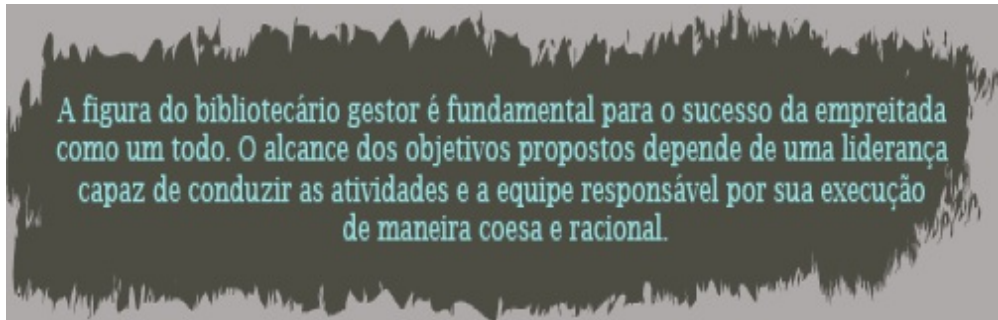 A figura do bibliotecário gestor é fundamental para o sucesso da empreitada
como um todo. O alcance dos objetivos propostos depende de uma liderança
capaz de conduzir as atividades e a equipe responsável por sua execução
de maneira coesa e racional.